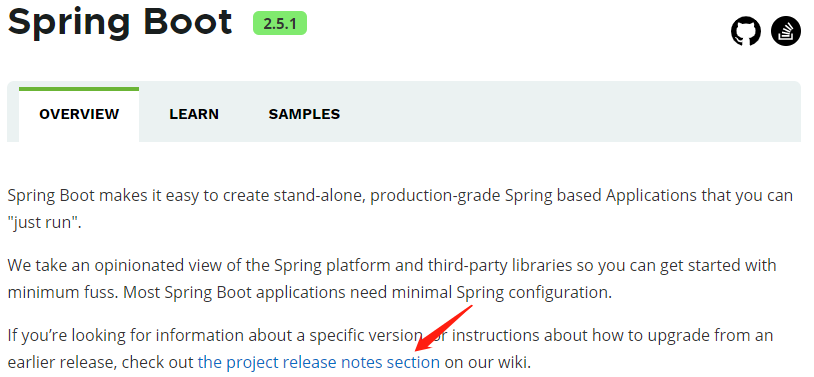 Spring Boot 2.5.1
OVERVIEW LEARN SAMPLES
Spring Boot makes it easy to create stand-alone, production-grade Spring based Applications that you can
"just run".
We take an opinionated view of the Spring platform and third-party libraries so you can get started with
minimum fuss. Most Spring Boot applications need minimal Spring configuration.
If you’re looking for information about a specific version, or instructions about how to upgrade from an
earlier release, check out the project release notes section on our wiki.